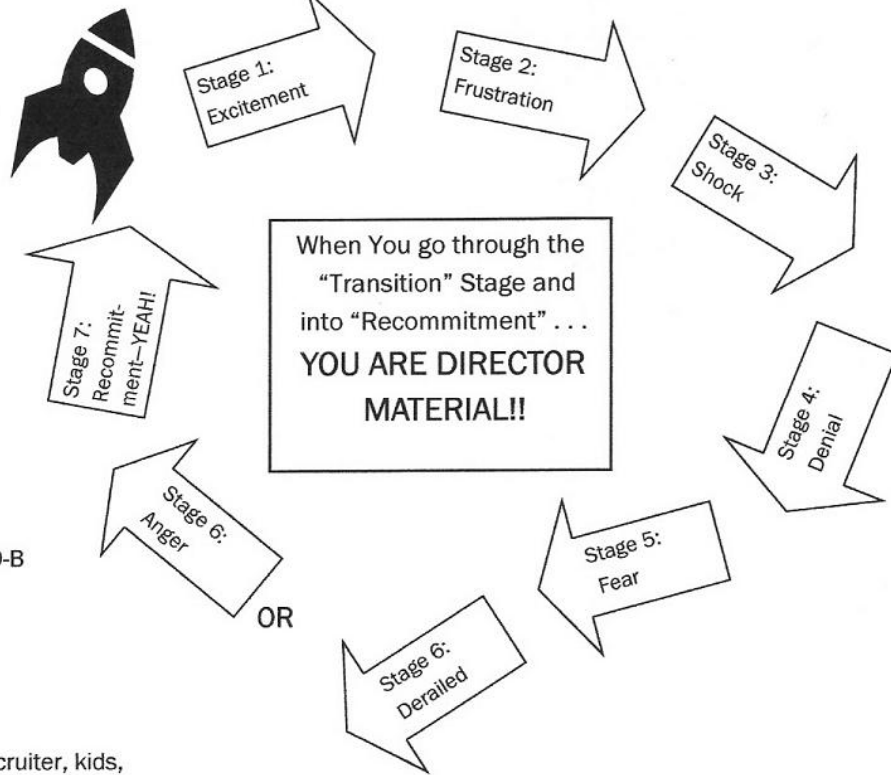 Stage 1:
Excitement
Stage 2:
Frustration
Stage 3:
Shock
When You go through the
“Transition” Stage and
into “Recommitment” . . .
YOU ARE DIRECTOR
MATERIAL!!
Stage 4:
Denial
Stage 5:
Fear
Stage 6:
Derailed
OR
Stage 6:
Anger
Stage 7:
Recommit-
ment—YEAH!
-B
cruiter, kids,